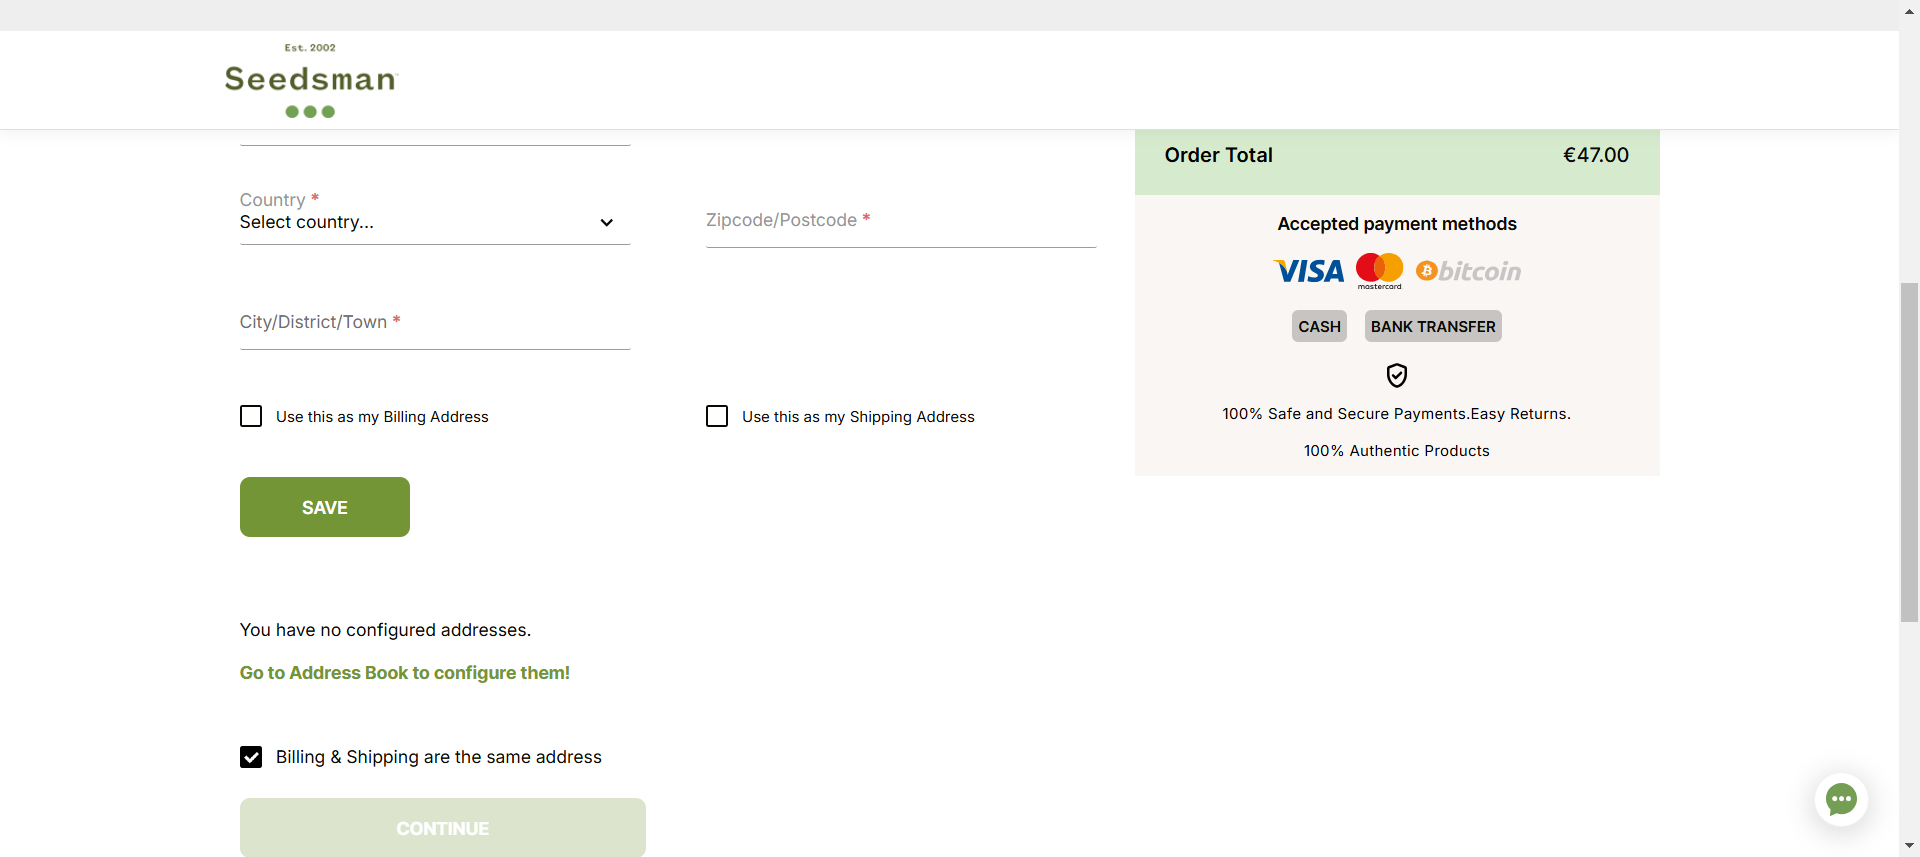 Est. 2002
Seedsman
Order Total €47.00
Country *
Select country...
Zipcode/Postcode *
Accepted payment methods
VISA mastercard bitcoin
City/District/Town *
CASH BANK TRANSFER
Use this as my Billing Address
Use this as my Shipping Address
100% Safe and Secure Payments.Easy Returns.
100% Authentic Products
SAVE
You have no configured addresses.
Go to Address Book to configure them!
Billing & Shipping are the same address
CONTINUE